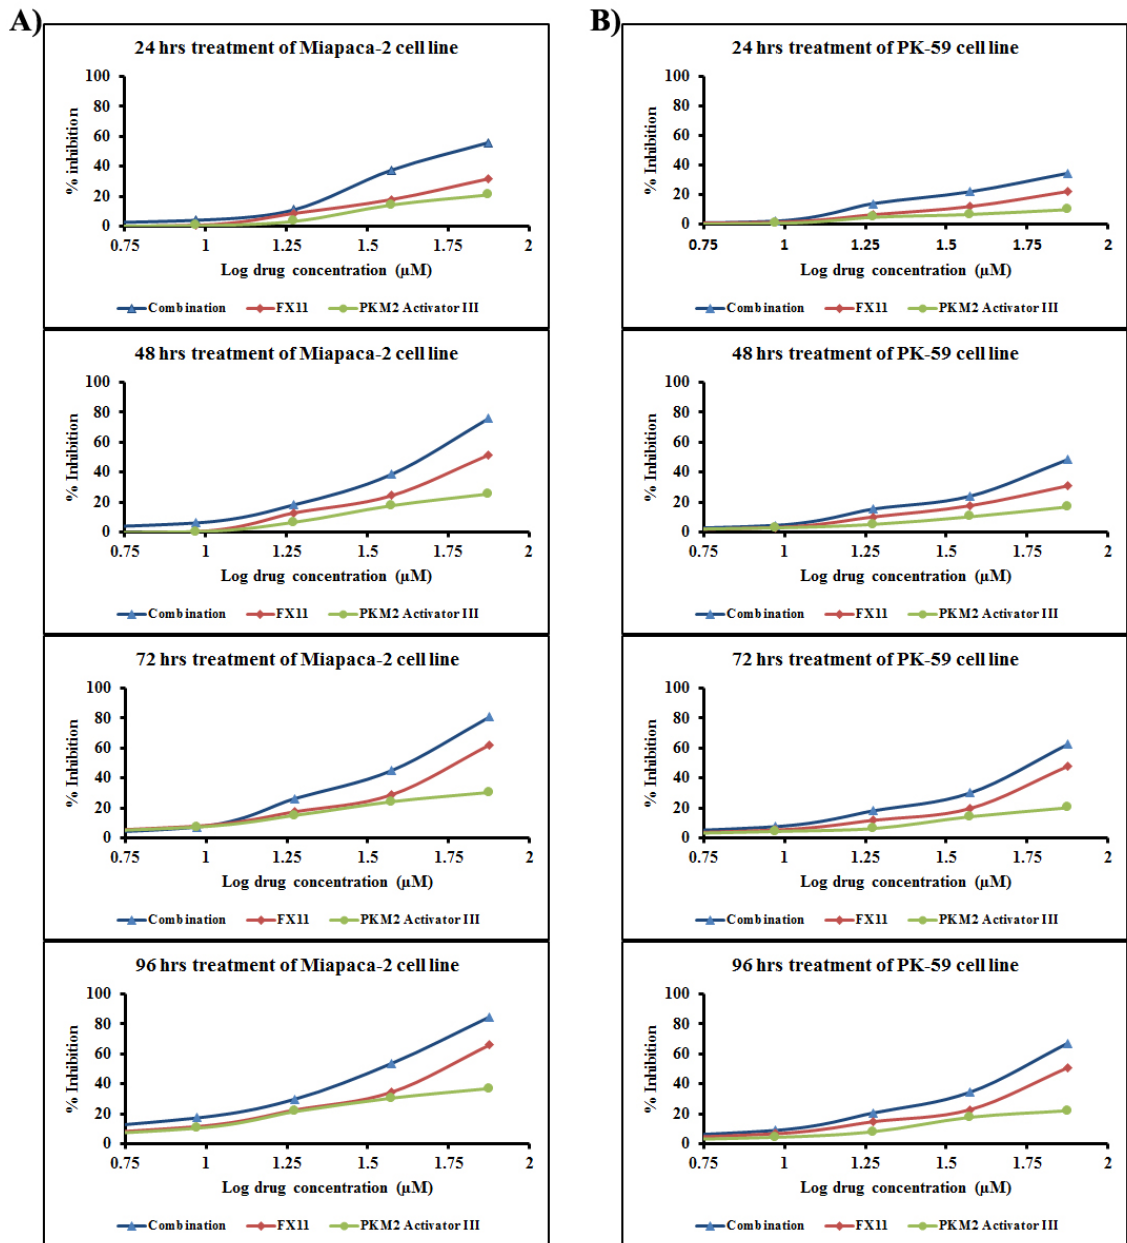 A)
24 hrs treatment of Miapaca-2 cell line
% inhibition
100
80
60
40
20
0
0.75 1 1.25 1.5 1.75 2
Log drug concentration (µM)
Combination FX11 PKM2 Activator III
48 hrs treatment of Miapaca-2 cell line
% Inhibition
100
80
60
40
20
0
0.75 1 1.25 1.5 1.75 2
Log drug concentration (µM)
Combination FX11 PKM2 Activator III
72 hrs treatment of Miapaca-2 cell line
% Inhibition
100
80
60
40
20
0
0.75 1 1.25 1.5 1.75 2
Log drug concentration (µM)
Combination FX11 PKM2 Activator III
96 hrs treatment of Miapaca-2 cell line
% Inhibition
100
80
60
40
20
0
0.75 1 1.25 1.5 1.75 2
Log drug concentration (µM)
Combination FX11 PKM2 Activator III
B)
24 hrs treatment of PK-59 cell line
% Inhibition
100
80
60
40
20
0
0.75 1 1.25 1.5 1.75 2
Log drug concentration (µM)
Combination FX11 PKM2 Activator III
48 hrs treatment of PK-59 cell line
% Inhibition
100
80
60
40
20
0
0.75 1 1.25 1.5 1.75 2
Log drug concentration (µM)
Combination FX11 PKM2 Activator III
72 hrs treatment of PK-59 cell line
% Inhibition
100
80
60
40
20
0
0.75 1 1.25 1.5 1.75 2
Log drug concentration (µM)
Combination FX11 PKM2 Activator III
96 hrs treatment of PK-59 cell line
% Inhibition
100
80
60
40
20
0
0.75 1 1.25 1.5 1.75 2
Log drug concentration (µM)
Combination FX11 PKM2 Activator III